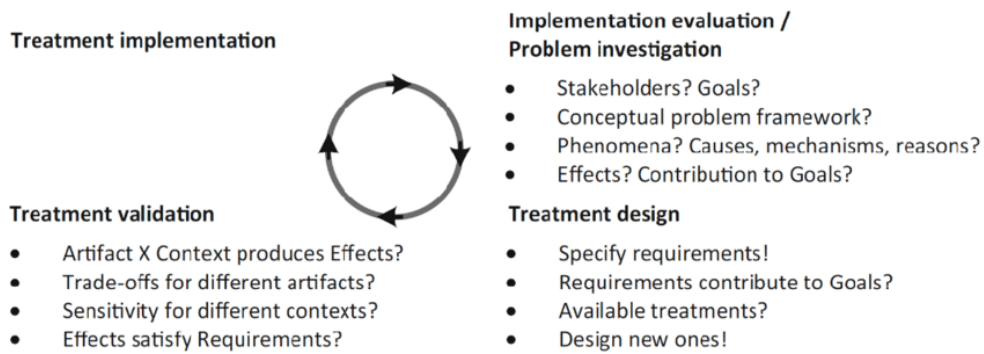 Treatment implementation
Implementation evaluation /
Problem investigation
• Stakeholders? Goals?
• Conceptual problem framework?
• Phenomena? Causes, mechanisms, reasons?
• Effects? Contribution to Goals?
Treatment validation
• Artifact X Context produces Effects?
• Trade-offs for different artifacts?
• Sensitivity for different contexts?
• Effects satisfy Requirements?
Treatment design
• Specify requirements!
• Requirements contribute to Goals?
• Available treatments?
• Design new ones!